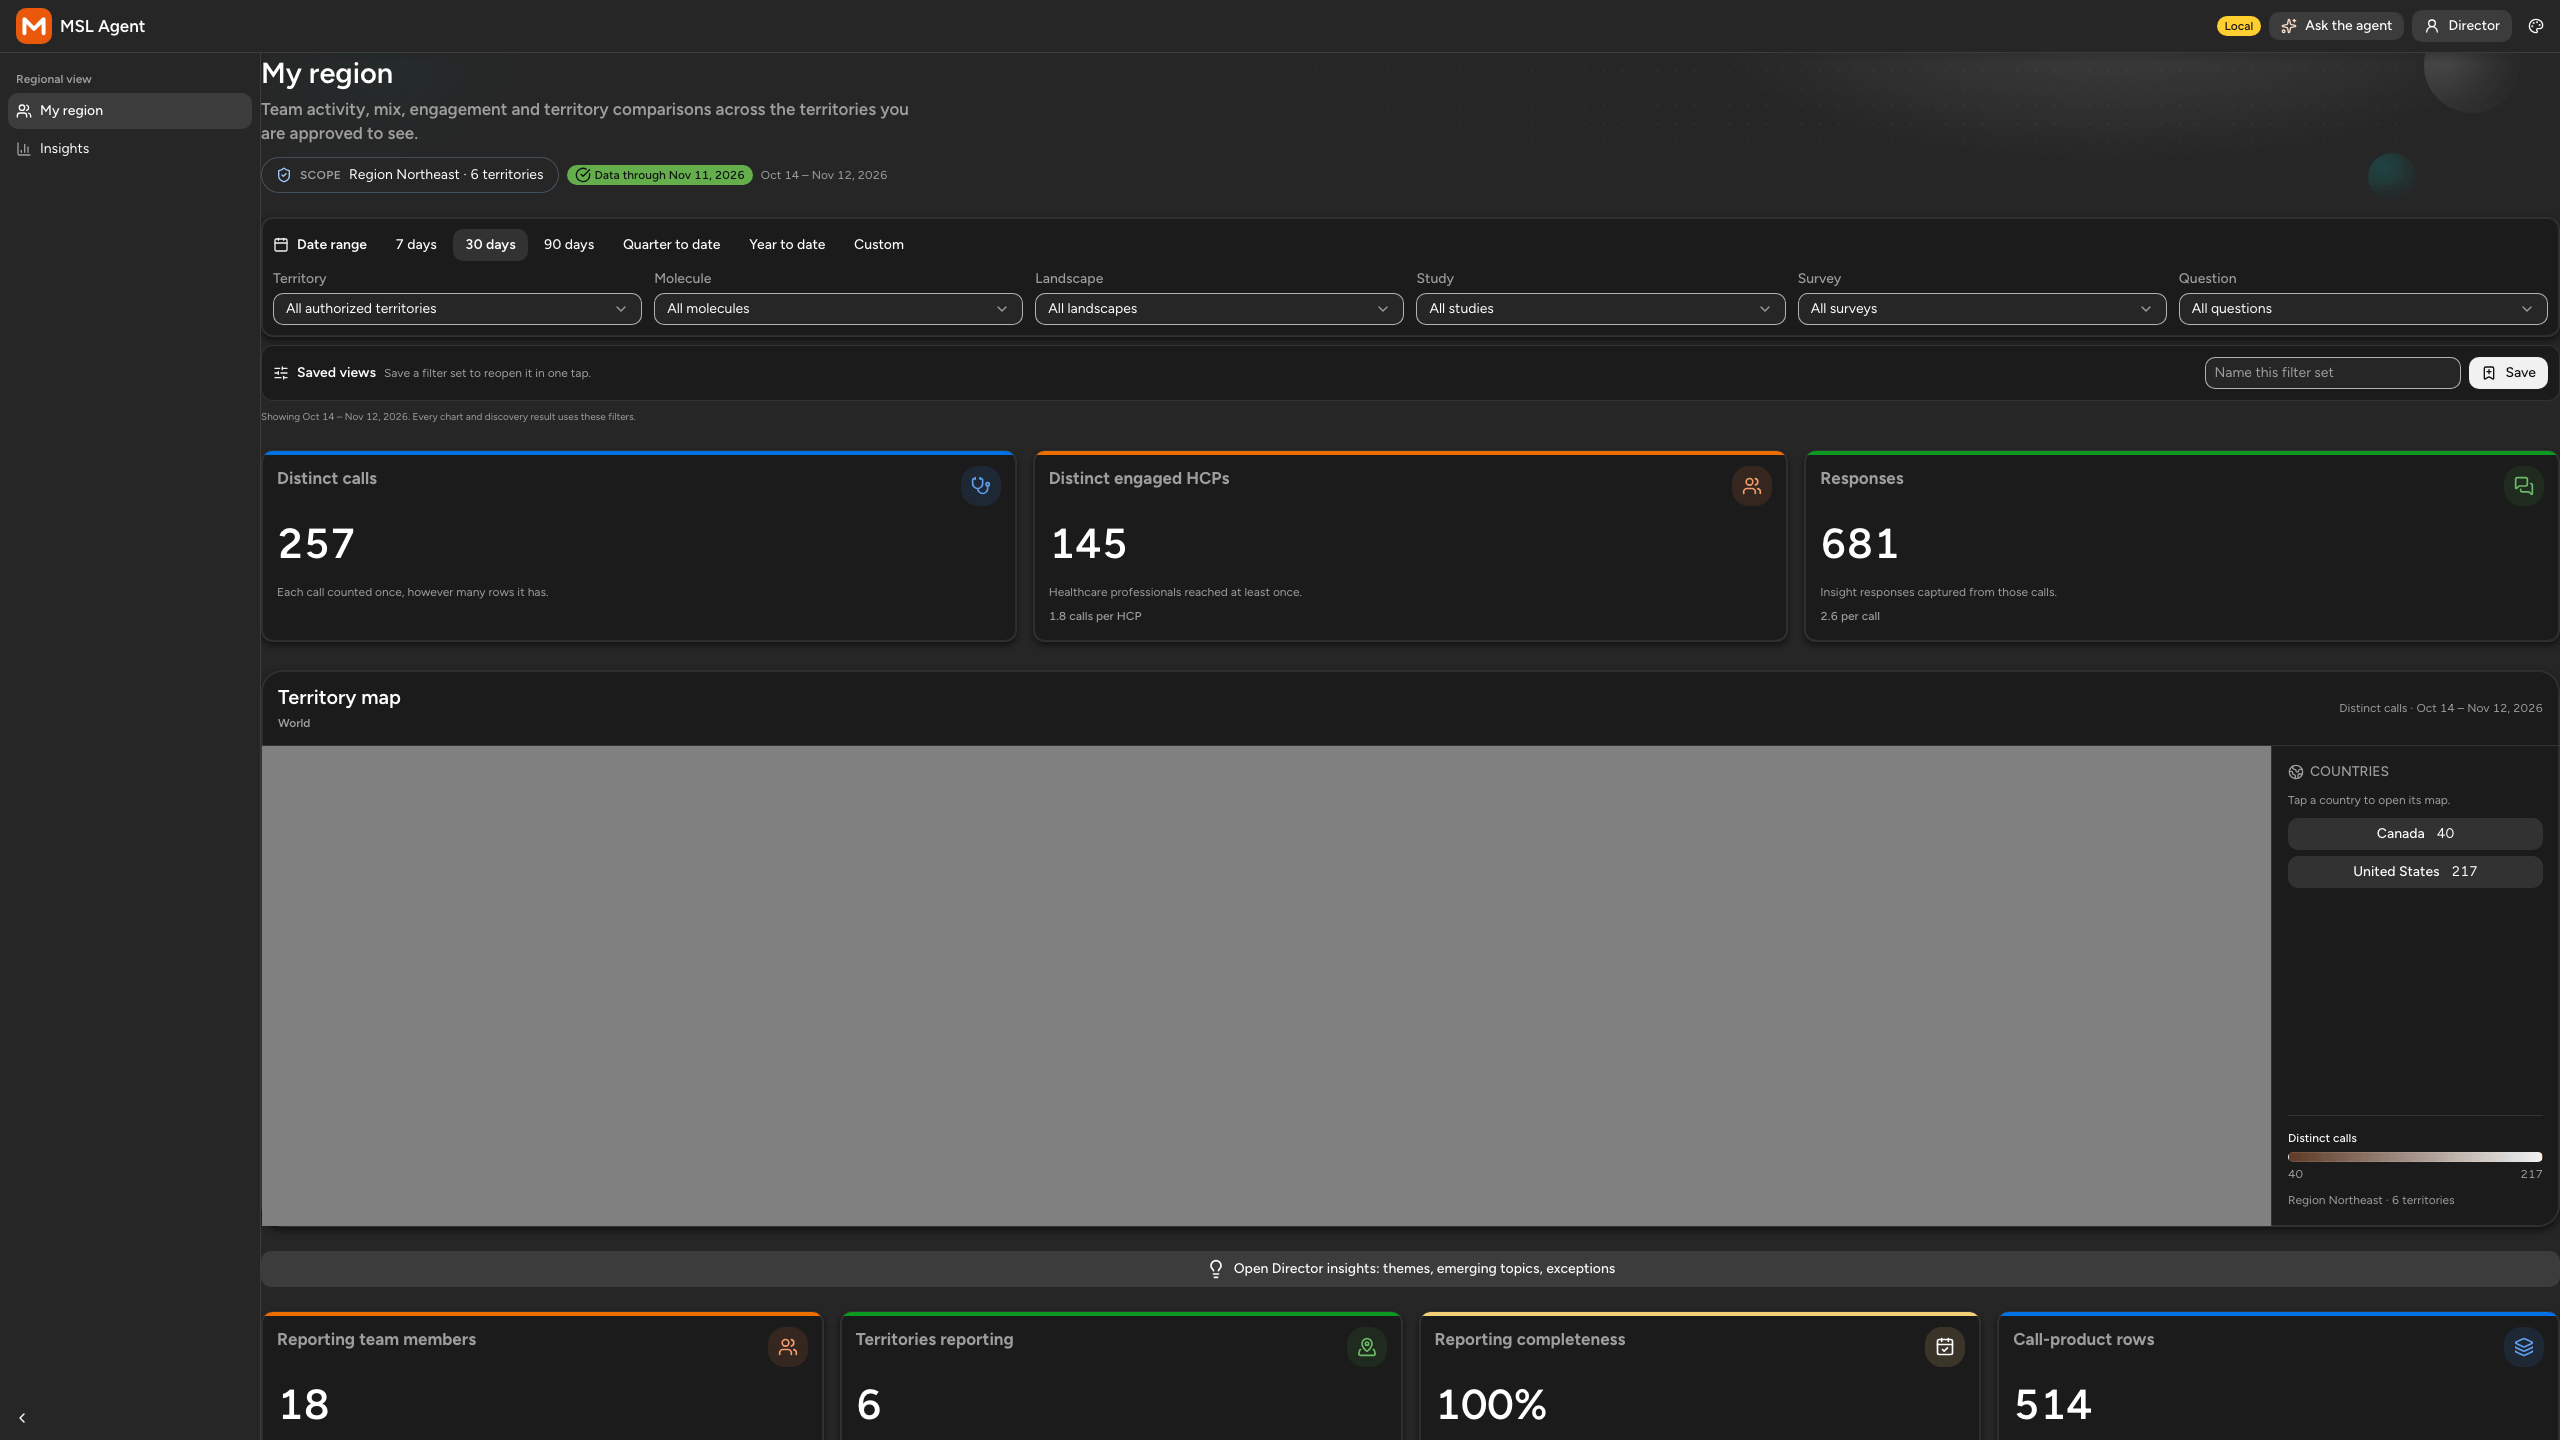 MSL Agent
Local
Ask the agent
Director
Regional view
My region
Insights
My region
Team activity, mix, engagement and territory comparisons across the territories you
are approved to see.
SCOPE Region Northeast · 6 territories
Data through Nov 11, 2026
Oct 14 – Nov 12, 2026
Date range
7 days
30 days
90 days
Quarter to date
Year to date
Custom
Territory
Molecule
Landscape
Study
Survey
Question
All authorized territories
All molecules
All landscapes
All studies
All surveys
All questions
Saved views
Save a filter set to reopen it in one tap.
Name this filter set
Save
Showing Oct 14 – Nov 12, 2026. Every chart and discovery result uses these filters.
Distinct calls
257
Each call counted once, however many rows it has.
Distinct engaged HCPs
145
Healthcare professionals reached at least once.
1.8 calls per HCP
Responses
681
Insight responses captured from those calls.
2.6 per call
Territory map
World
Distinct calls · Oct 14 – Nov 12, 2026
COUNTRIES
Tap a country to open its map.
Canada 40
United States 217
Distinct calls
40 217
Region Northeast · 6 territories
Open Director insights: themes, emerging topics, exceptions
Reporting team members
18
Territories reporting
6
Reporting completeness
100%
Call-product rows
514